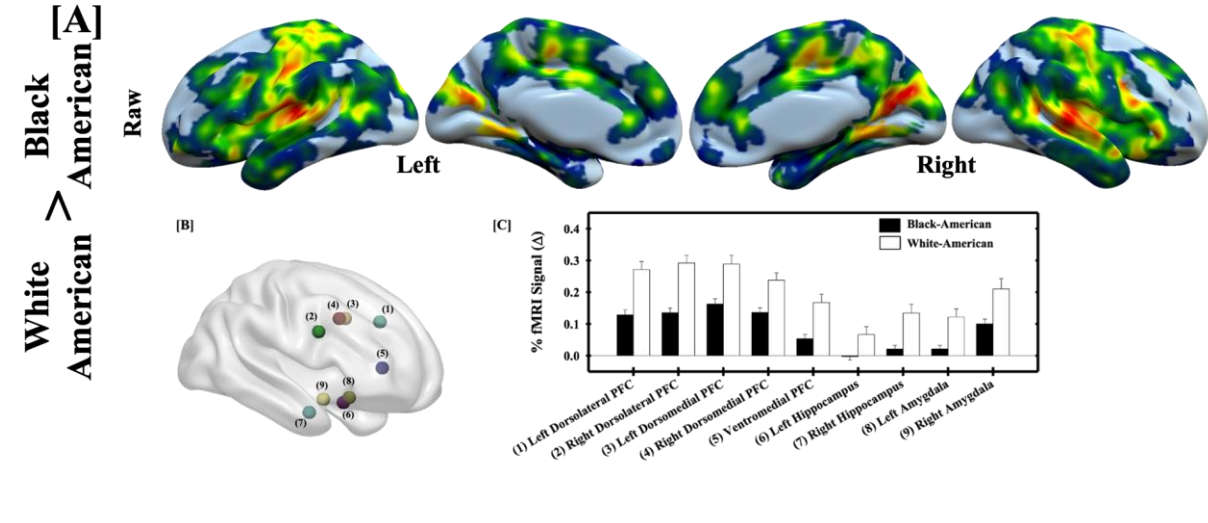 [A]
White American > Black American
Raw
Left
Right
[B]
(1)
(2)
(3)
(4)
(5)
(6)
(7)
(8)
(9)
[C]
% fMRI Signal (Δ)
0.4
0.3
0.2
0.1
0.0
Black-American
White-American
(1) Left Dorsolateral PFC
(2) Right Dorsolateral PFC
(3) Left Dorsomedial PFC
(4) Right Dorsomedial PFC
(5) Ventromedial PFC
(6) Left Hippocampus
(7) Right Hippocampus
(8) Left Amygdala
(9) Right Amygdala